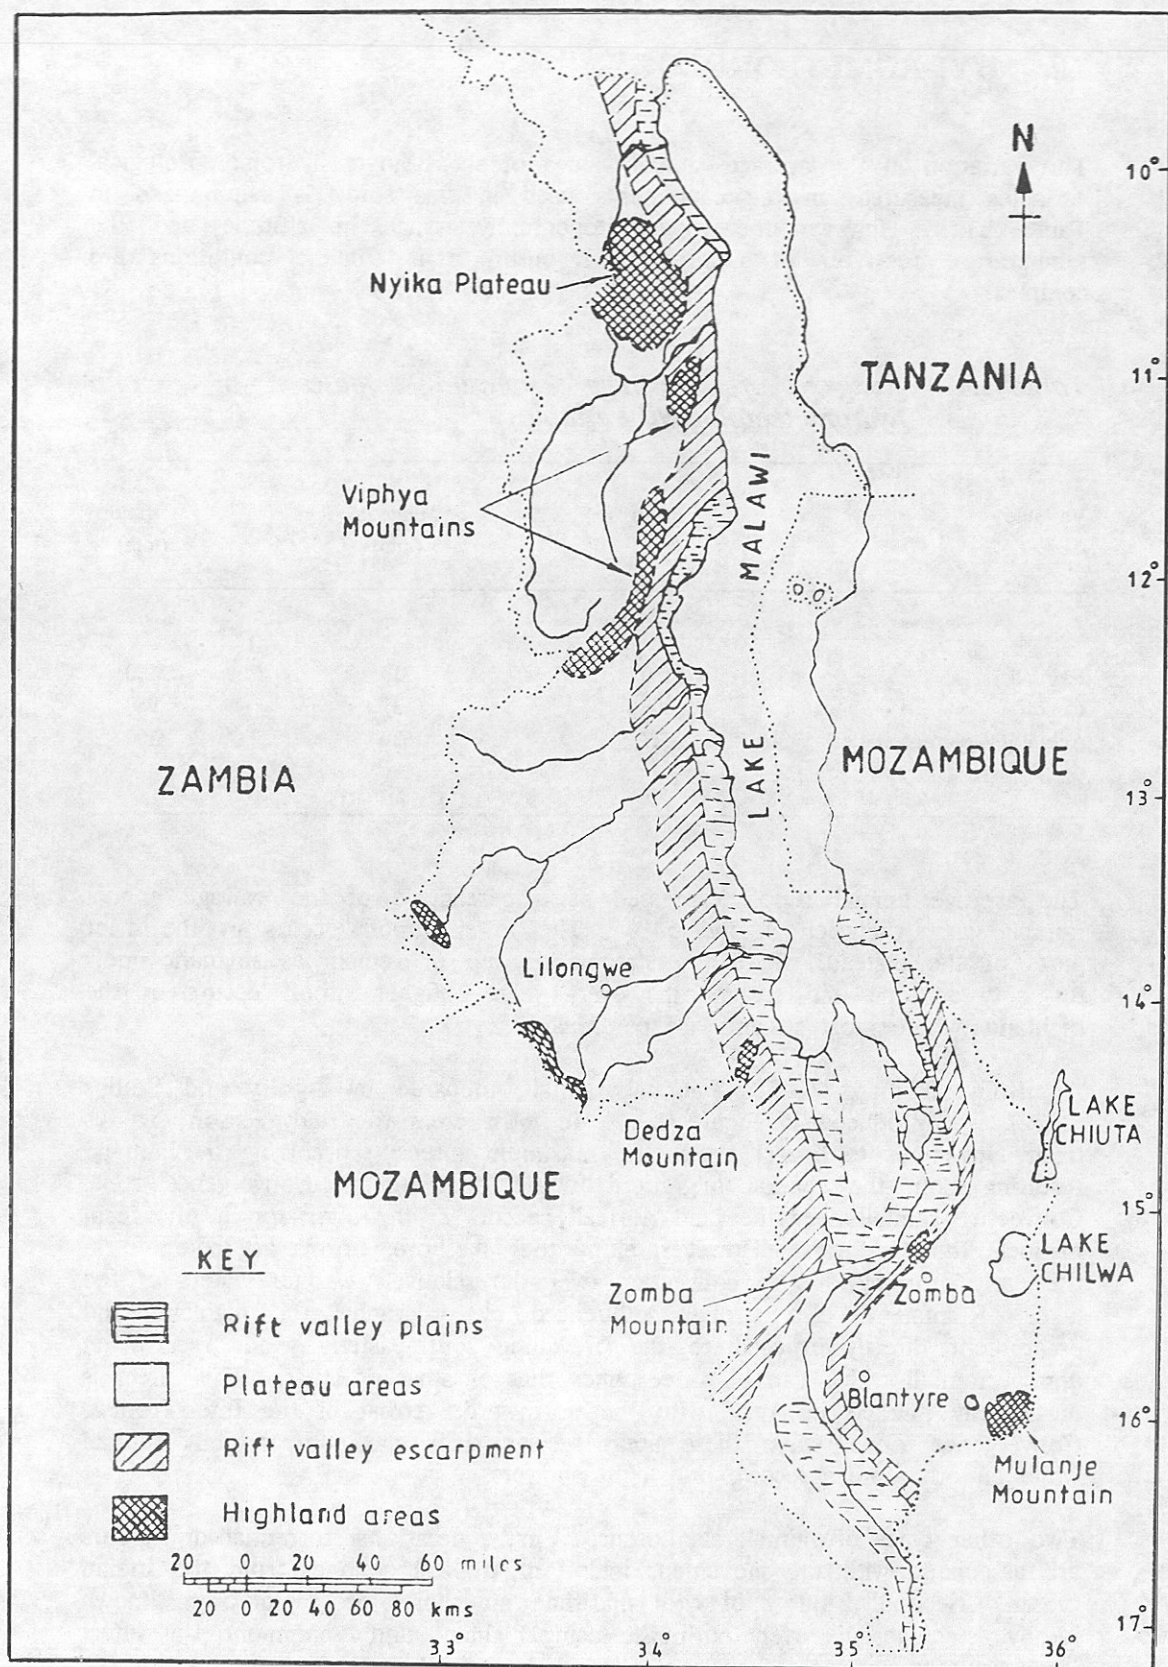 N
10°
Nyika Plateau
TANZANIA
11°
Viphya
Mountains
LAKE MALAWI
12°
ZAMBIA
MOZAMBIQUE
13°
Lilongwe
14°
Dedza
Mountain
LAKE
CHIUTA
MOZAMBIQUE
15°
KEY
LAKE
CHILWA
Zomba
Mountain
Zomba
Rift valley plains
Plateau areas
Blantyre
16°
Rift valley escarpment
Mulanje
Mountain
Highland areas
20 0 20 40 60 miles
20 0 20 40 60 80 kms
17°
33° 34° 35° 36°